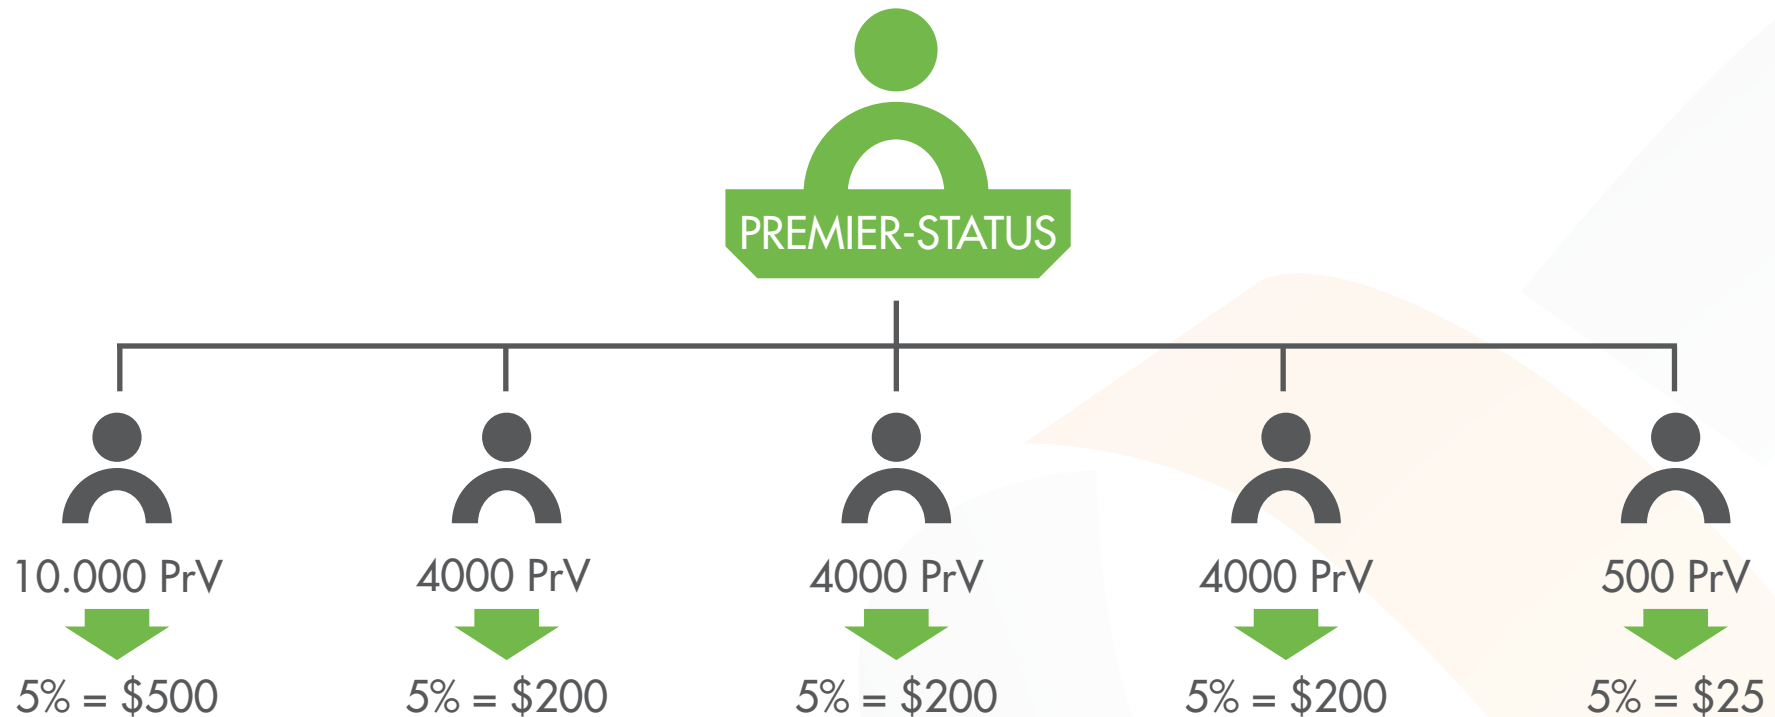 PREMIER-STATUS
10.000 PrV
4000 PrV
4000 PrV
4000 PrV
500 PrV
5% = $500
5% = $200
5% = $200
5% = $200
5% = $25